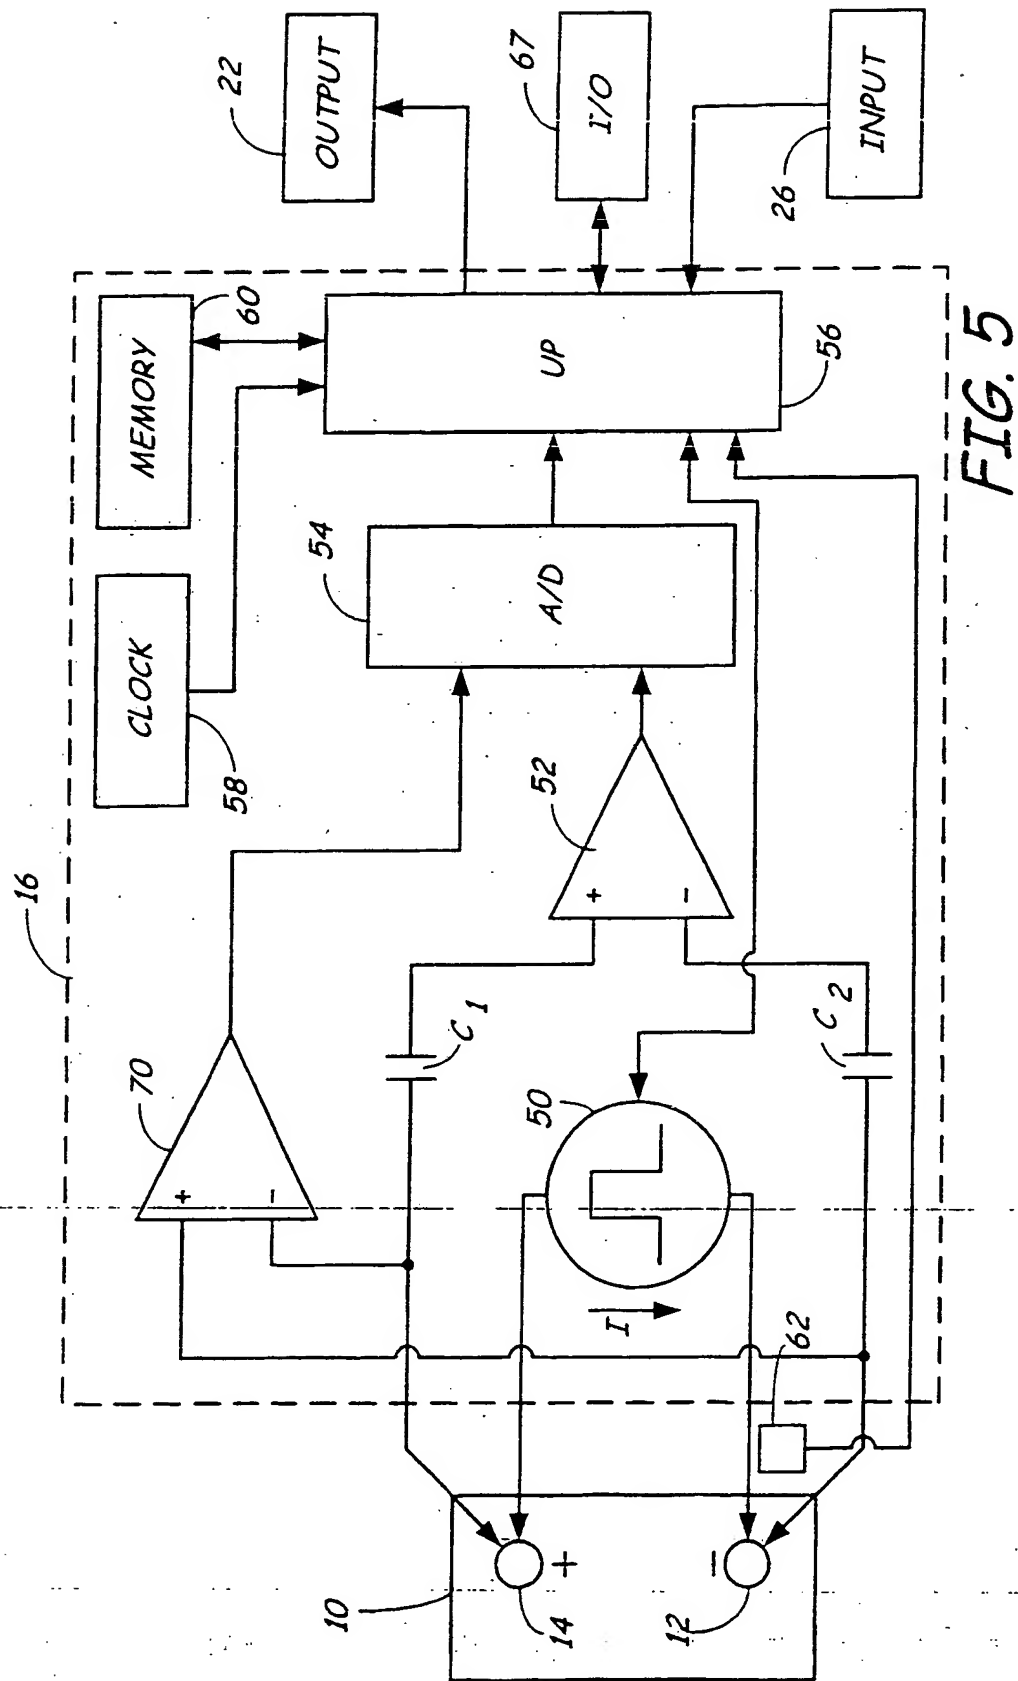 16
CLOCK
58
MEMORY
60
OUTPUT
22
I/O
67
INPUT
26
UP
56
A/D
54
52
+
−
70
+
−
C1
C2
50
I
62
10
+
14
−
12
FIG. 5